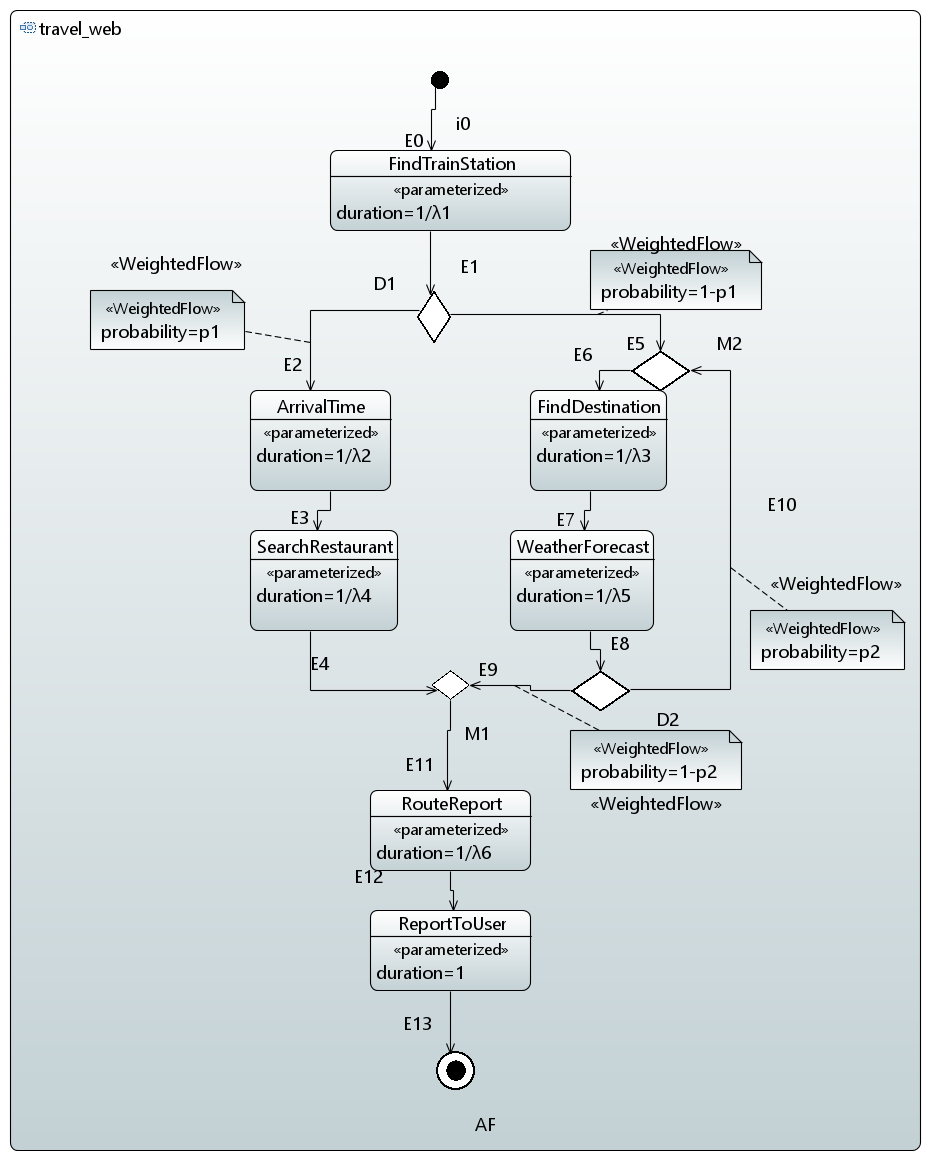 travel_web
i0
E0
FindTrainStation
«parameterized»
duration=1/λ1
«WeightedFlow»
«WeightedFlow»
E1
«WeightedFlow»
probability=1-p1
D1
«WeightedFlow»
probability=p1
E5
M2
E6
E2
ArrivalTime
«parameterized»
duration=1/λ2
FindDestination
«parameterized»
duration=1/λ3
E10
E3
E7
SearchRestaurant
«parameterized»
duration=1/λ4
WeatherForecast
«parameterized»
duration=1/λ5
«WeightedFlow»
«WeightedFlow»
probability=p2
E8
E4
E9
D2
M1
«WeightedFlow»
probability=1-p2
«WeightedFlow»
E11
RouteReport
«parameterized»
duration=1/λ6
E12
ReportToUser
«parameterized»
duration=1
E13
AF